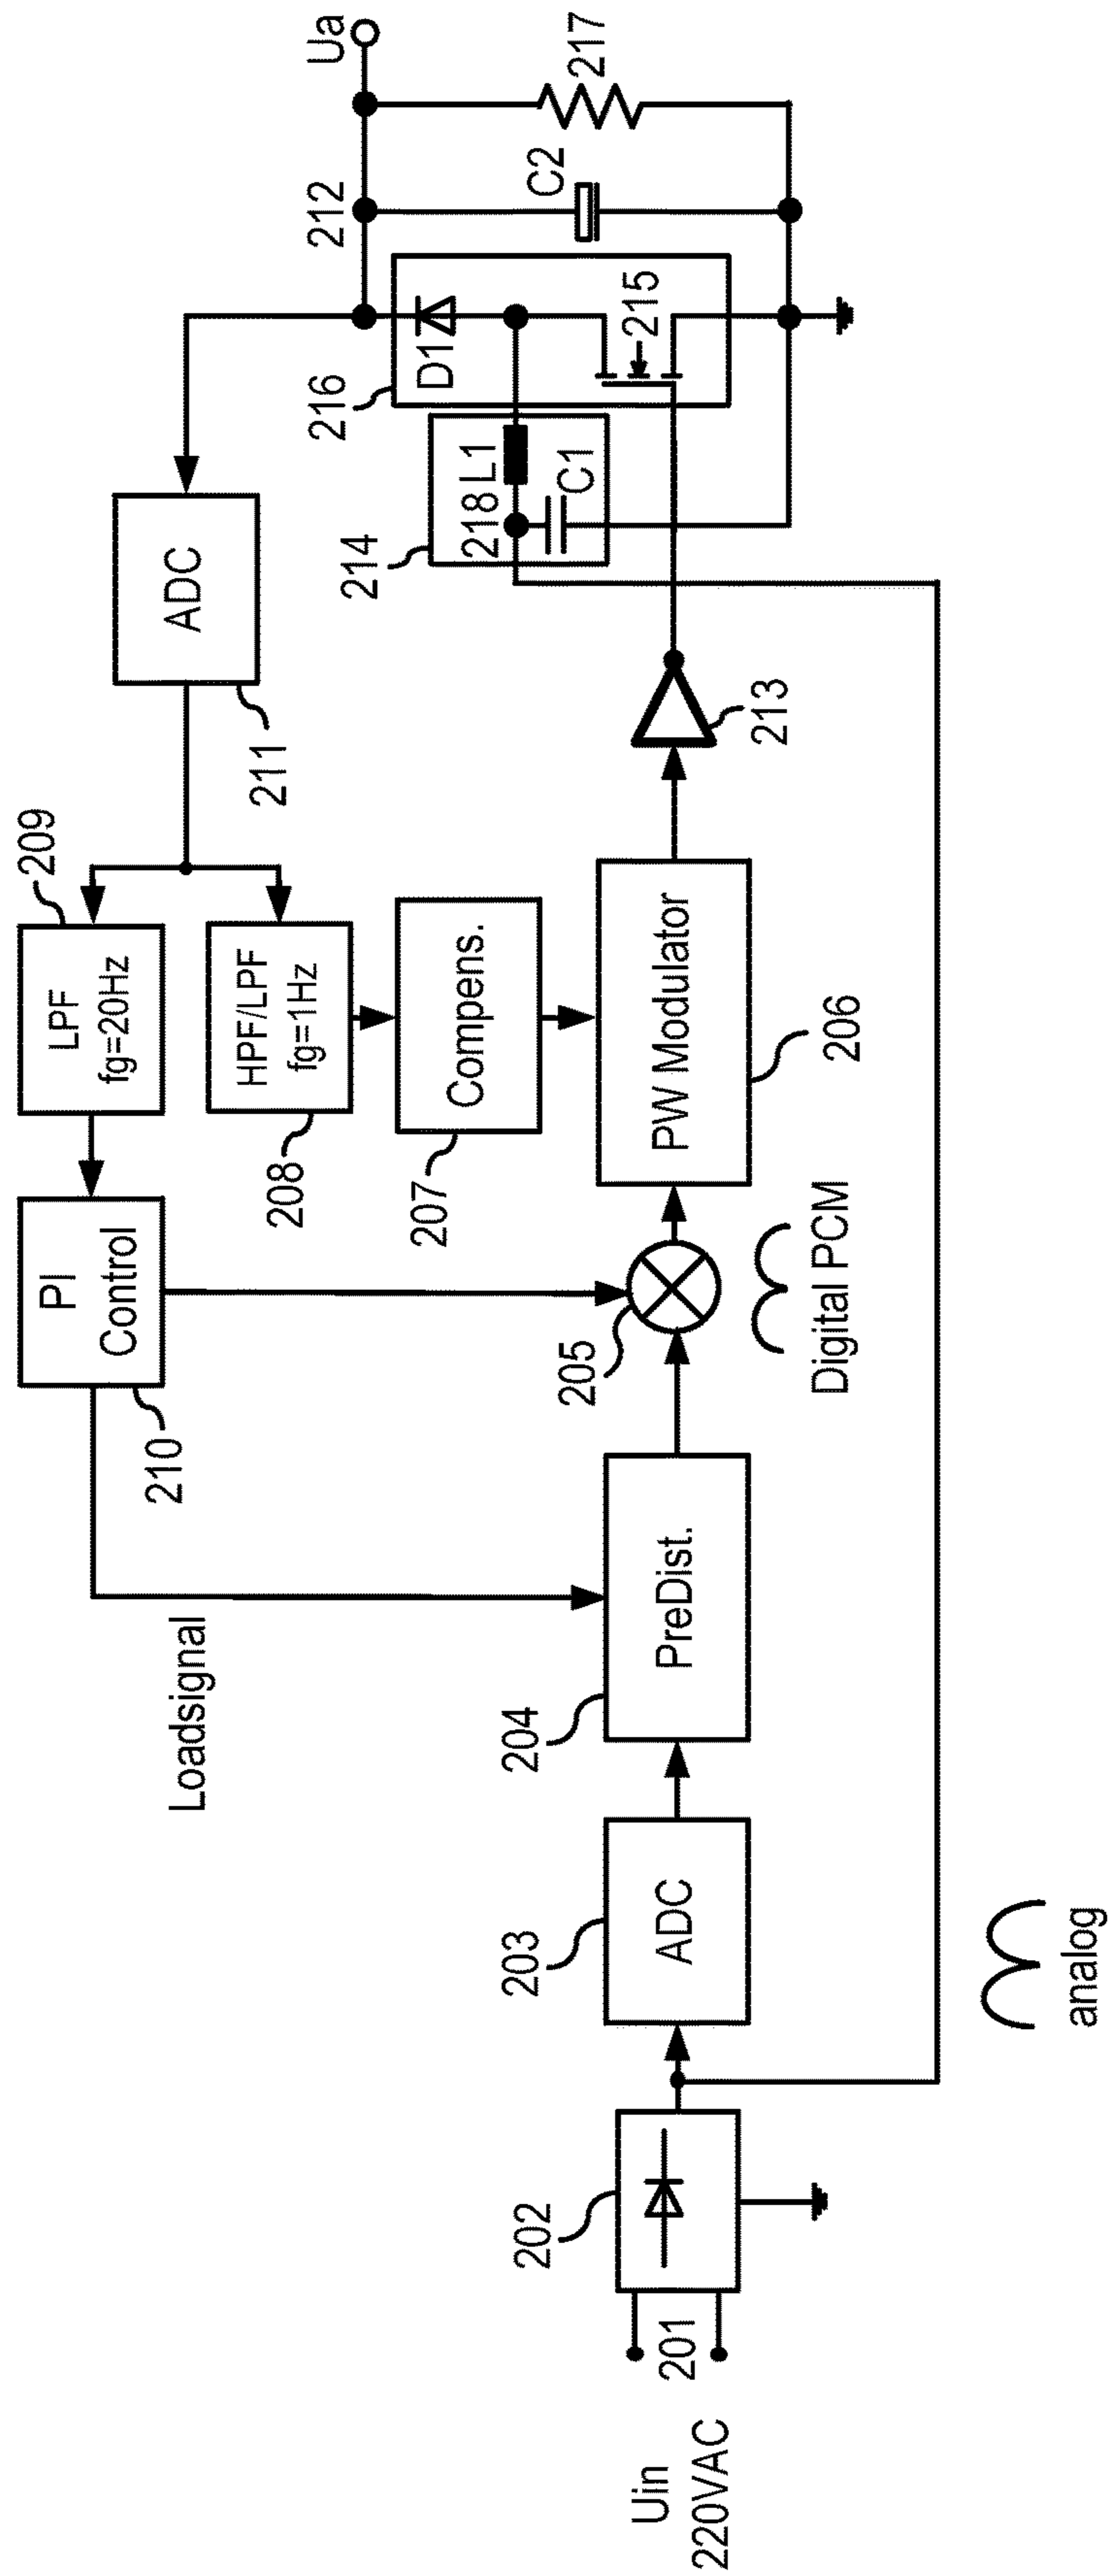 Uin
220VAC
201
202
203
ADC
analog
204
PreDist.
Loadsignal
205
Digital PCM
206
PW Modulator
207
Compens.
208
HPF/LPF
fg=1Hz
209
LPF
fg=20Hz
210
PI
Control
211
ADC
212
213
214
218 L1
C1
216
D1
215
C2
217
Ua